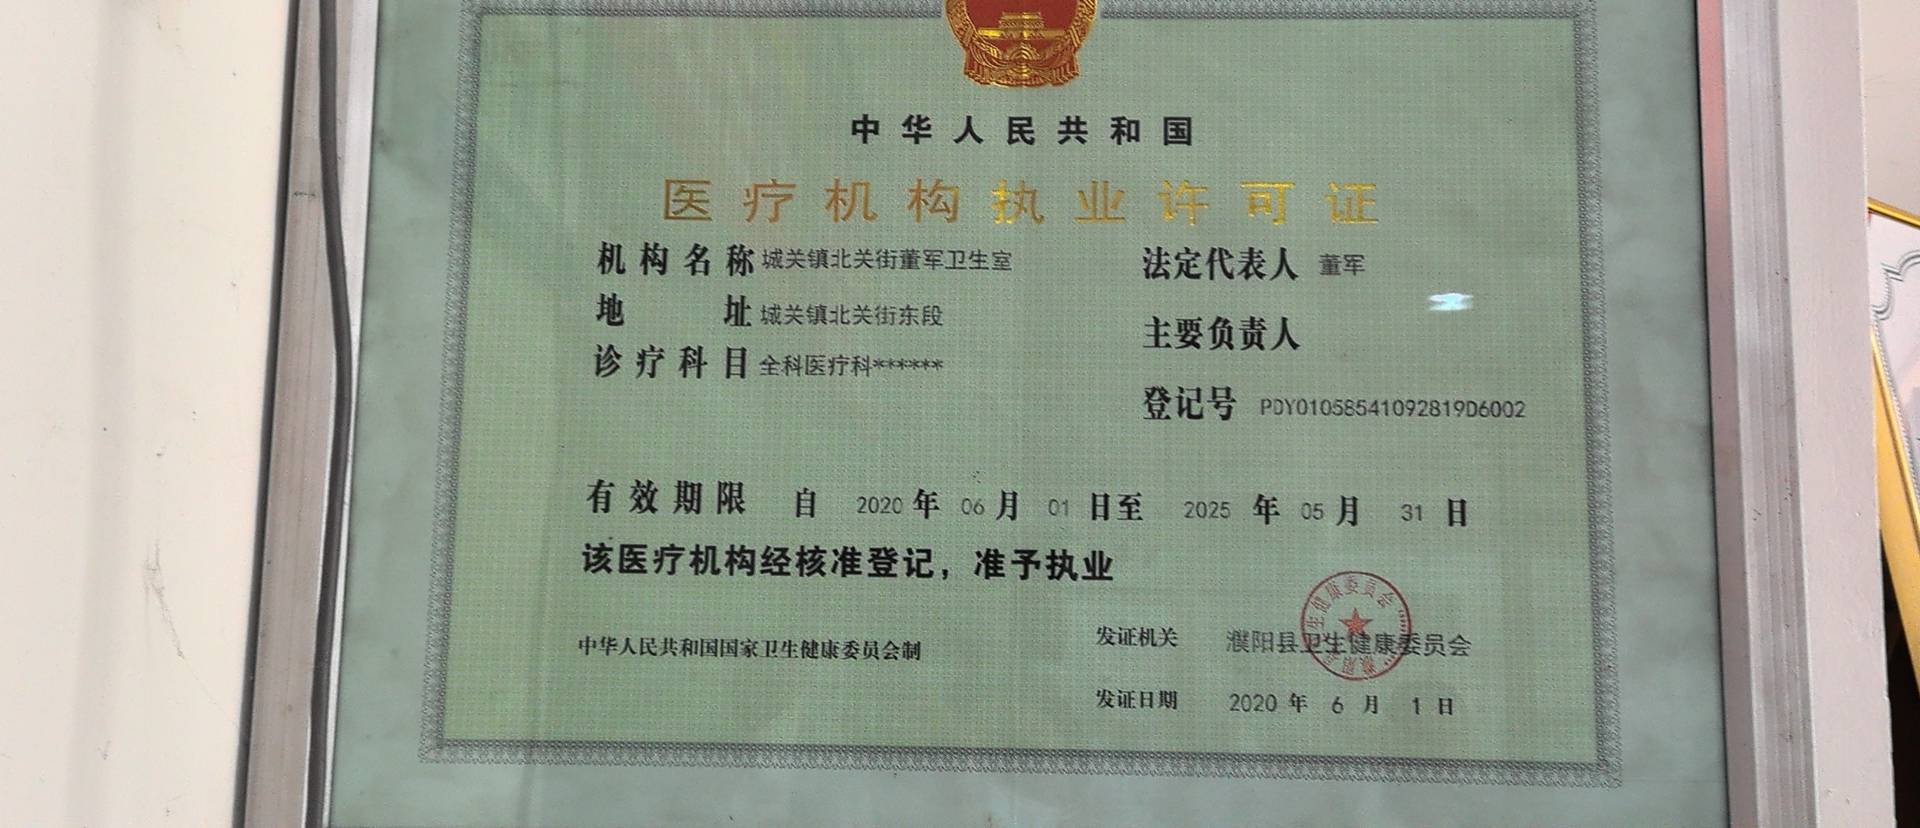 中华人民共和国
医疗机构执业许可证
机构名称 城关镇北关街董军卫生室
地址 城关镇北关街东段
诊疗科目 全科医疗科******
法定代表人 董军
主要负责人
登记号 PDY01058541092819D6002
有效期限 自 2020 年 06 月 01 日至 2025 年 05 月 31 日
该医疗机构经核准登记，准予执业
中华人民共和国国家卫生健康委员会制
发证机关 濮阳县卫生健康委员会
发证日期 2020 年 6 月 1 日